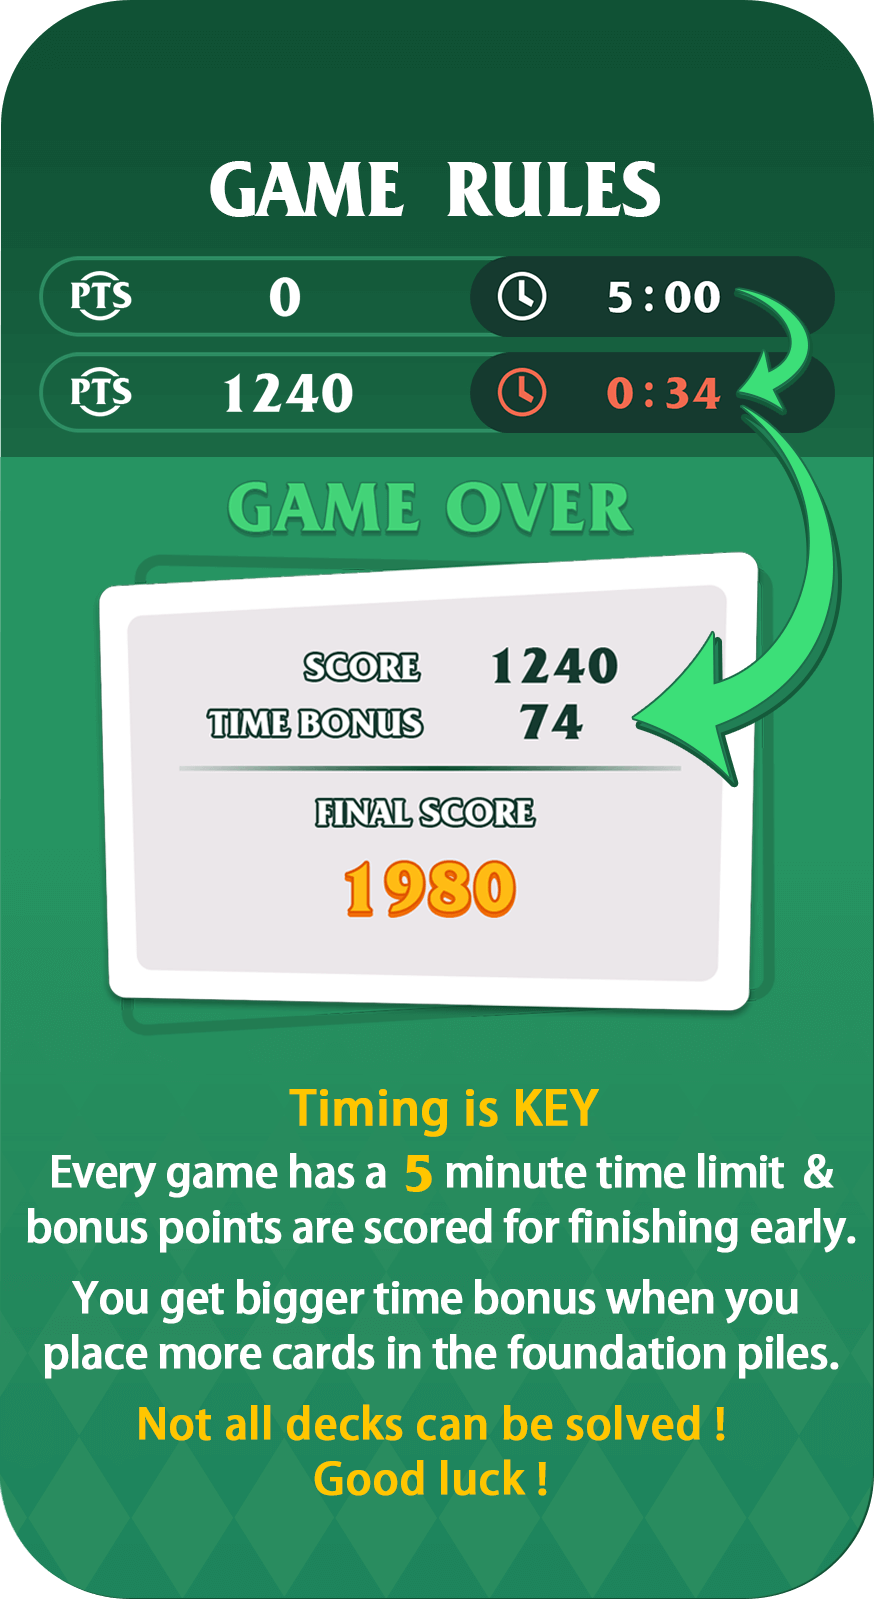 GAME RULES
PTS 0 5:00
PTS 1240 0:34
GAME OVER
SCORE 1240
TIME BONUS 74
FINAL SCORE
1980
Timing is KEY
Every game has a 5 minute time limit &
bonus points are scored for finishing early.
You get bigger time bonus when you
place more cards in the foundation piles.
Not all decks can be solved !
Good luck !